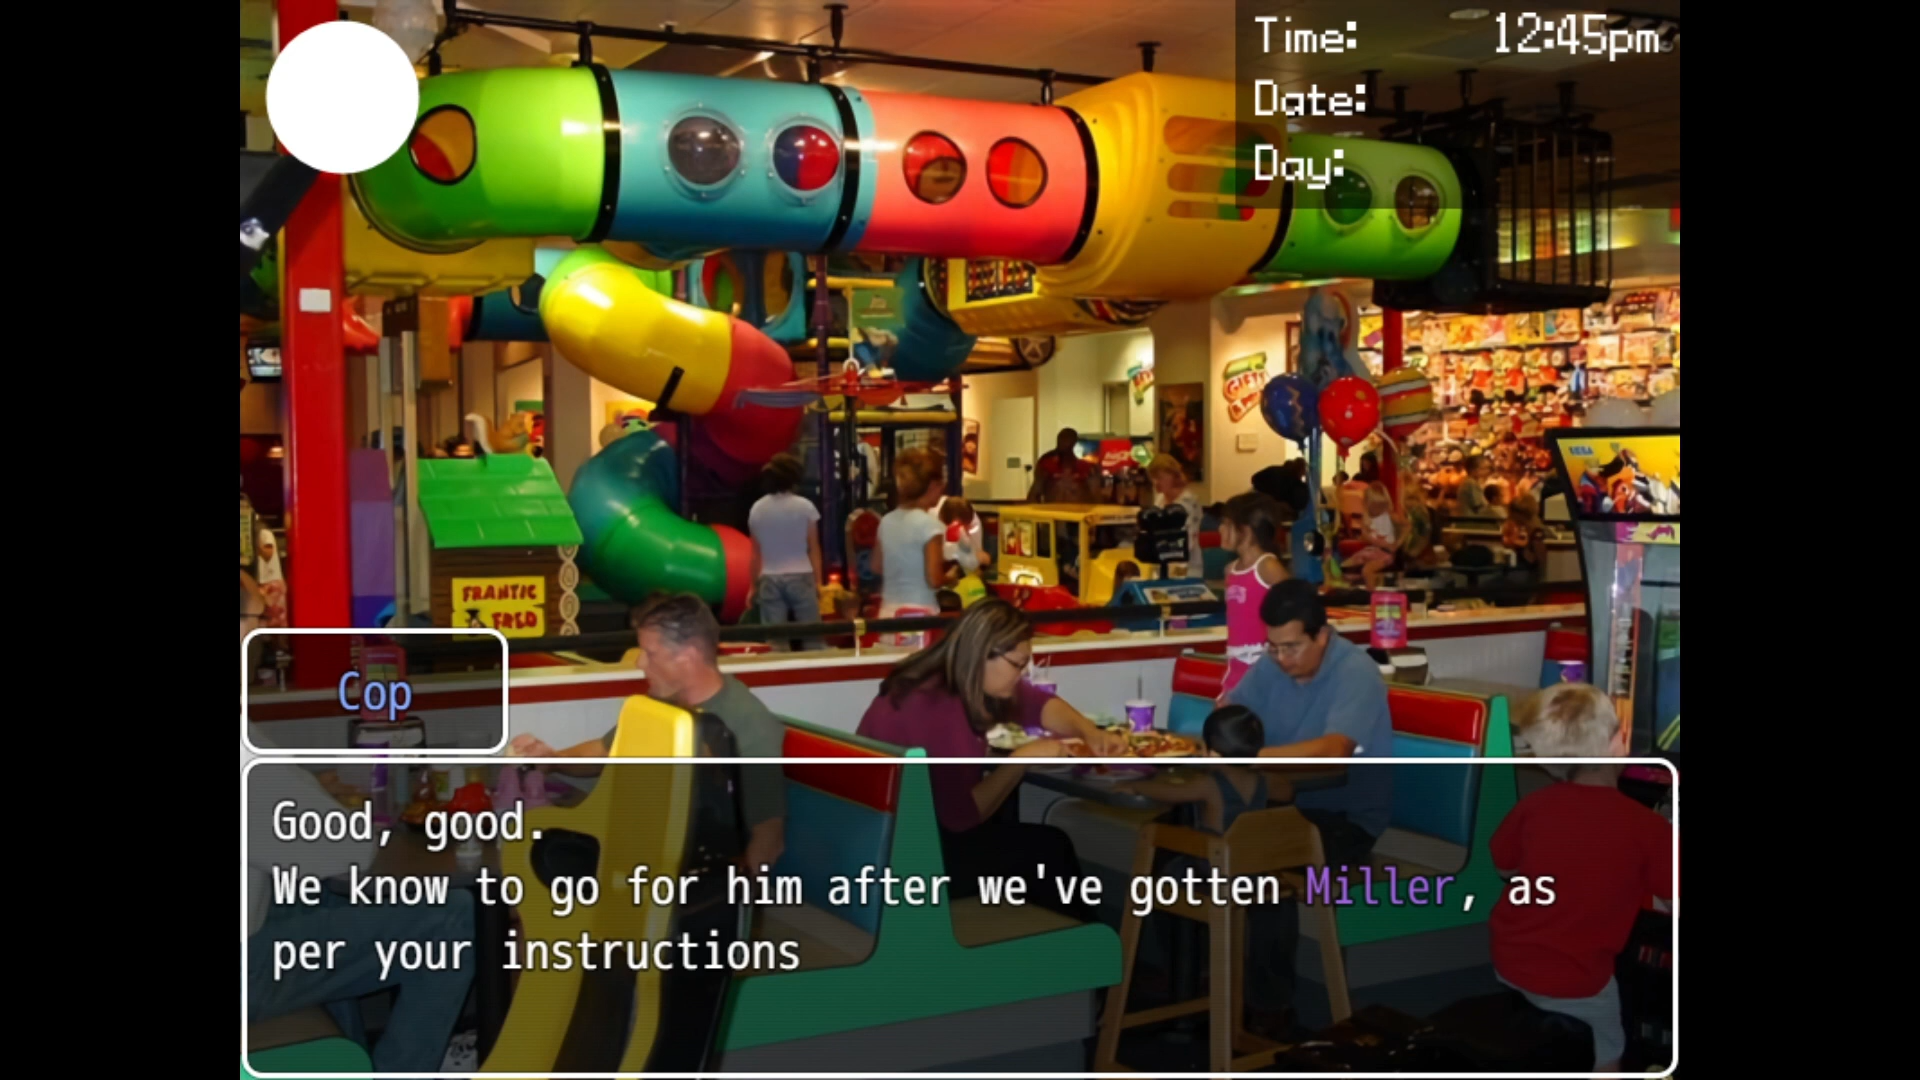 Time: 12:45pm
Date:
Day:
SEGA
FRANTIC
FRED
Cop
Good, good.
We know to go for him after we've gotten Miller, as
per your instructions